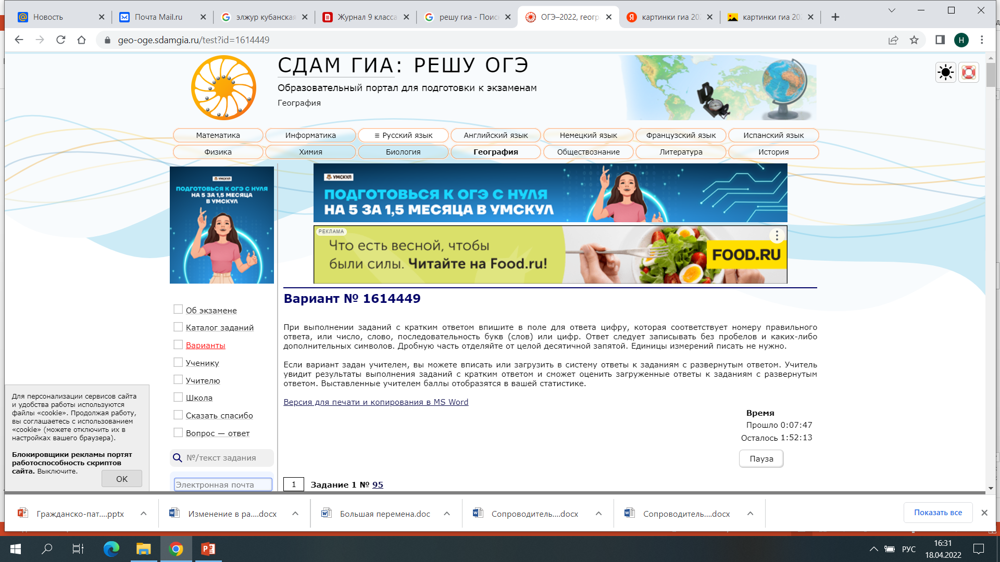 Новость
Почта Mail.ru
элжур кубанская
Журнал 9 класса
решу гиа - Поис
ОГЭ–2022, геогр
картинки гиа 202
картинки гиа 202
geo-oge.sdamgia.ru/test?id=1614449
H
СДАМ ГИА: РЕШУ ОГЭ
Образовательный портал для подготовки к экзаменам
География
Математика
Информатика
≡ Русский язык
Английский язык
Немецкий язык
Французский язык
Испанский язык
Физика
Химия
Биология
География
Обществознание
Литература
История
УМСКУЛ
ПОДГОТОВЬСЯ К ОГЭ С НУЛЯ
НА 5 ЗА 1,5 МЕСЯЦА
В УМСКУЛ
УМСКУЛ
ПОДГОТОВЬСЯ К ОГЭ С НУЛЯ
НА 5 ЗА 1,5 МЕСЯЦА В УМСКУЛ
РЕКЛАМА
Что есть весной, чтобы
были силы. Читайте на Food.ru!
FOOD.RU
Об экзамене
Каталог заданий
Варианты
Ученику
Учителю
Школа
Сказать спасибо
Вопрос — ответ
№/текст задания
Электронная почта
Вариант № 1614449
При выполнении заданий с кратким ответом впишите в поле для ответа цифру, которая соответствует номеру правильного
ответа, или число, слово, последовательность букв (слов) или цифр. Ответ следует записывать без пробелов и каких-либо
дополнительных символов. Дробную часть отделяйте от целой десятичной запятой. Единицы измерений писать не нужно.
Если вариант задан учителем, вы можете вписать или загрузить в систему ответы к заданиям с развернутым ответом. Учитель
увидит результаты выполнения заданий с кратким ответом и сможет оценить загруженные ответы к заданиям с развернутым
ответом. Выставленные учителем баллы отобразятся в вашей статистике.
Версия для печати и копирования в MS Word
Время
Прошло 0:07:47
Осталось 1:52:13
Пауза
1 Задание 1 № 95
Для персонализации сервисов сайта
и удобства работы используются
файлы «cookie». Продолжая работу,
вы соглашаетесь с использованием
«cookie» (можете отключить их в
настройках вашего браузера).
Блокировщики рекламы портят
работоспособность скриптов
сайта. Выключите.
OK
Гражданско-пат....pptx
Изменение в ра....docx
Большая перемена.doc
Сопроводитель....docx
Сопроводитель....docx
Показать все
РУС
16:31
18.04.2022